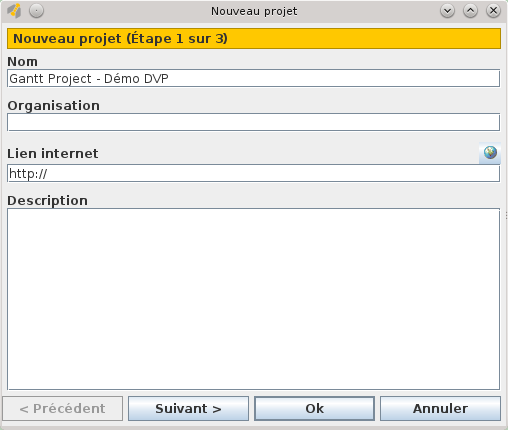 Nouveau projet
Nouveau projet (Étape 1 sur 3)
Nom
Gantt Project - Démo DVP
Organisation
Lien internet
http://
Description
< Précédent
Suivant >
Ok
Annuler